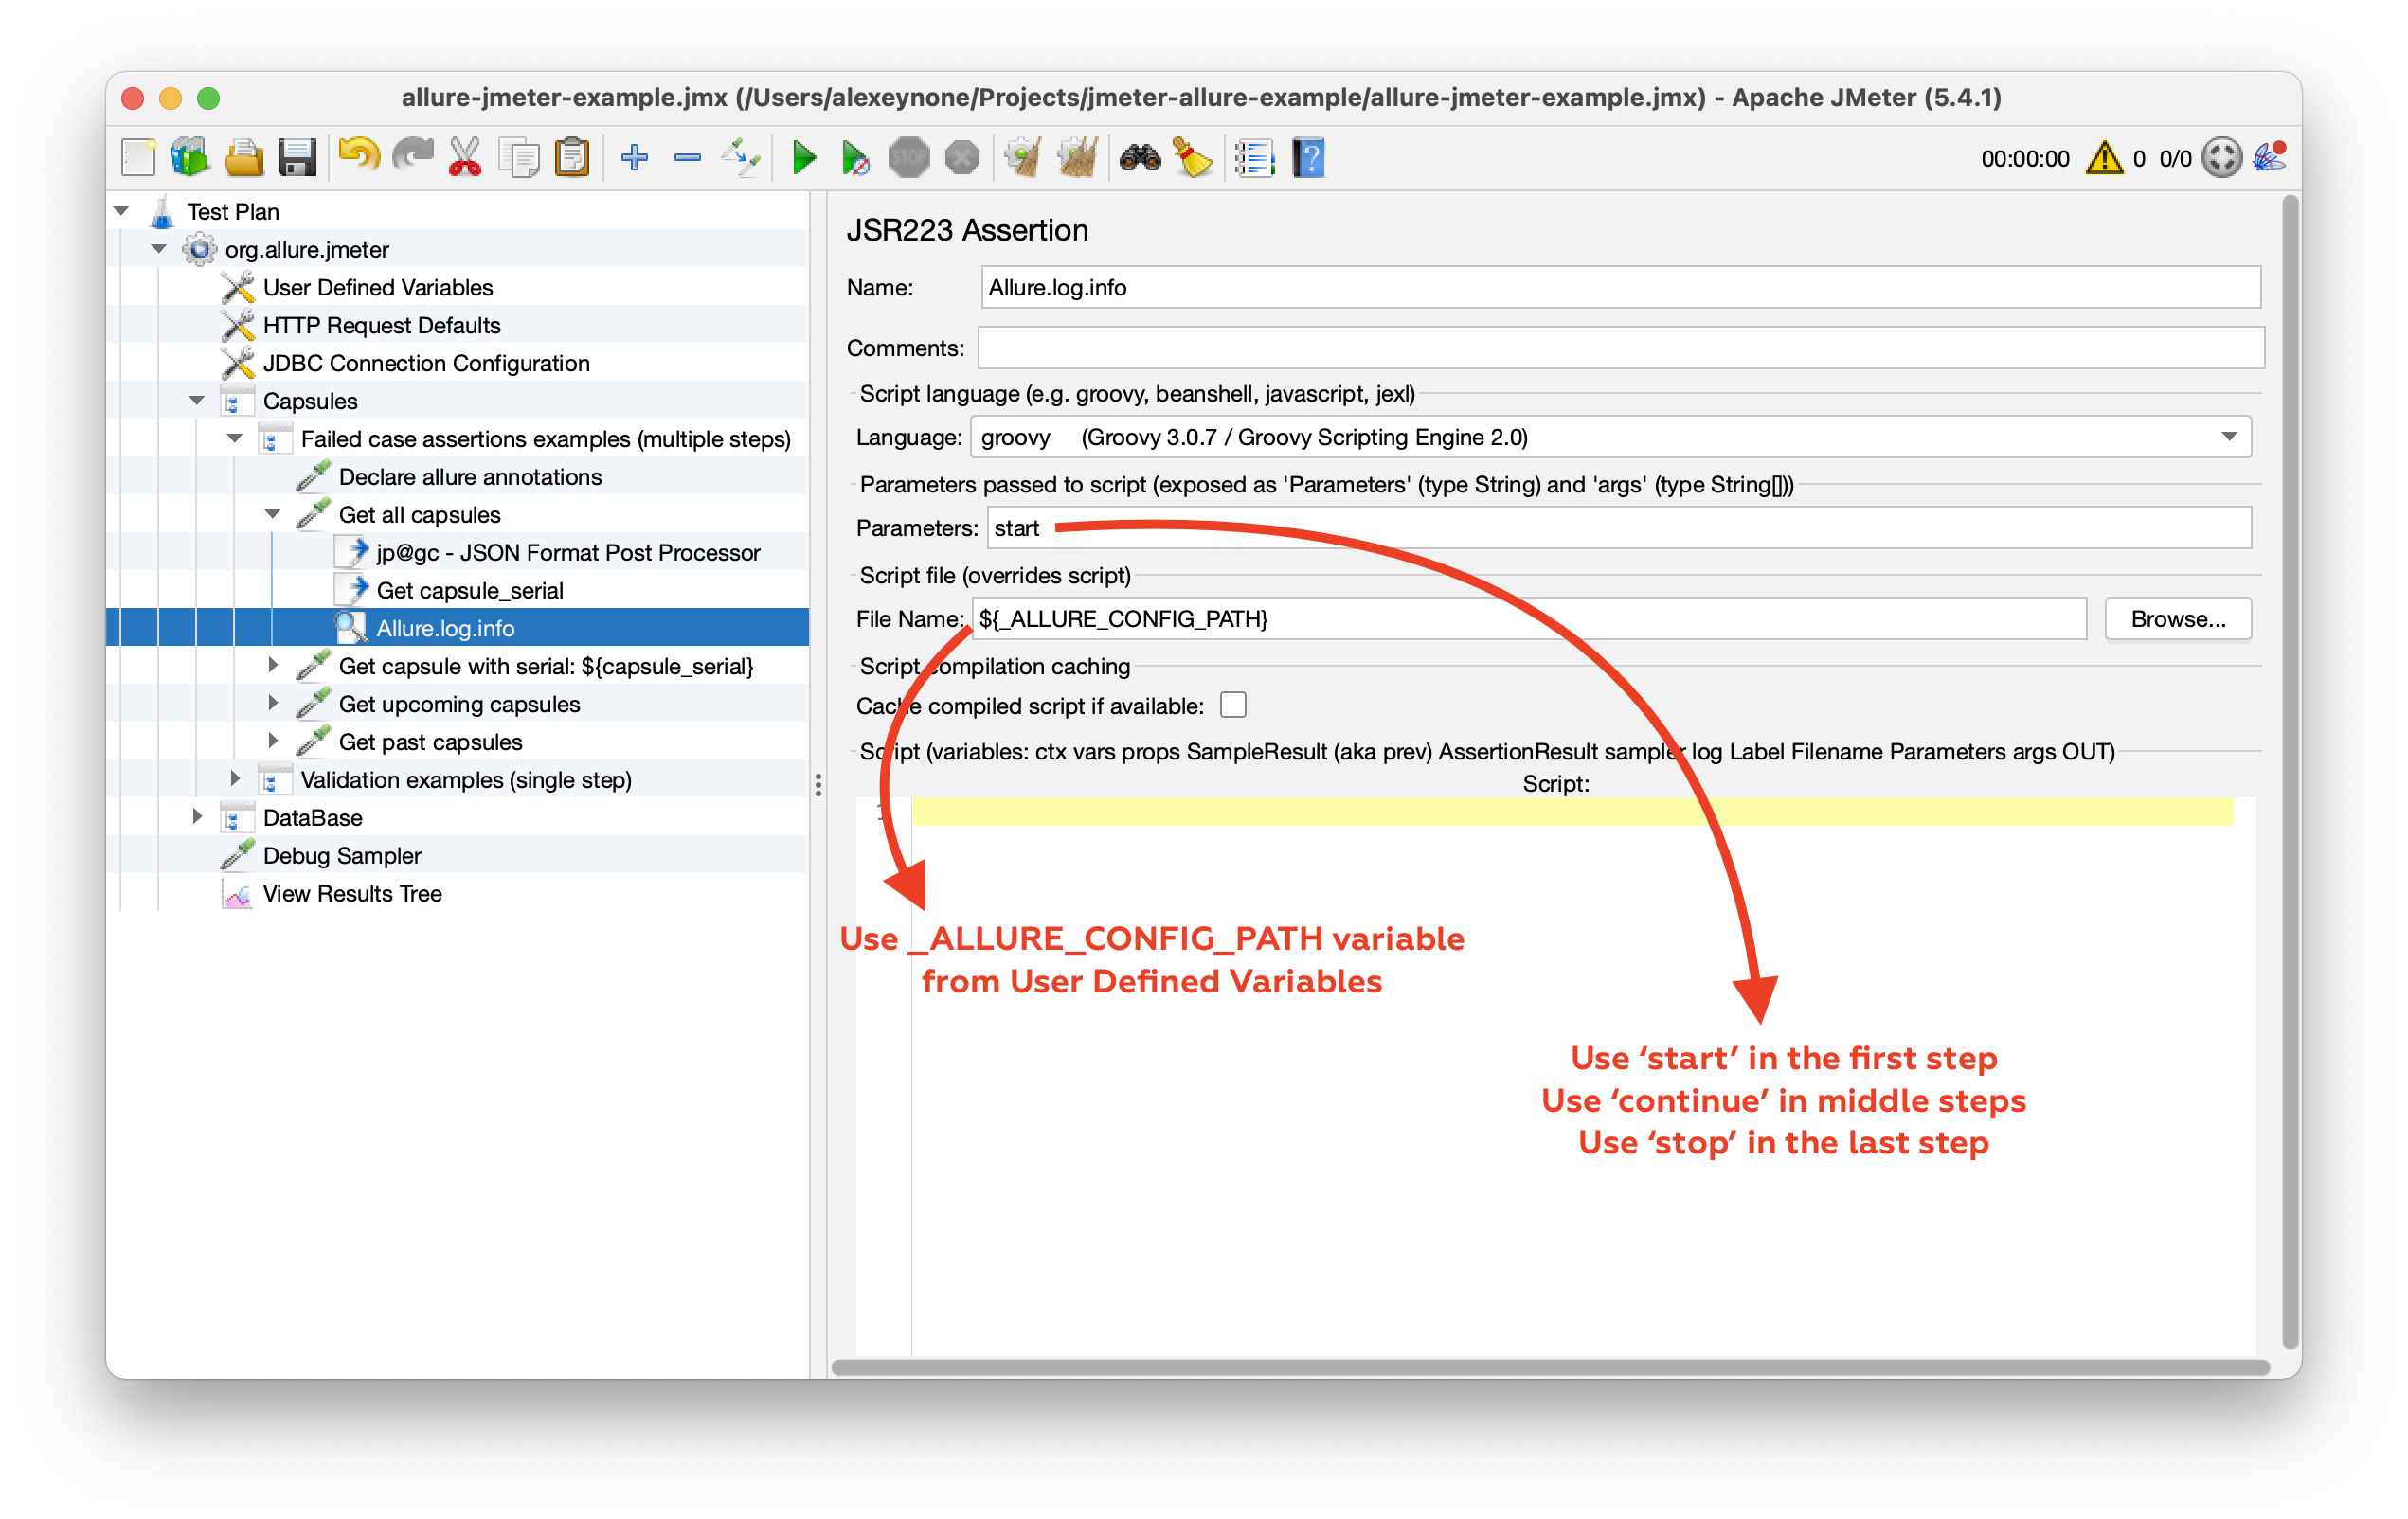 allure-jmeter-example.jmx (/Users/alexeynone/Projects/jmeter-allure-example/allure-jmeter-example.jmx) - Apache JMeter (5.4.1)
STOP
00:00:00 0 0/0
Test Plan
org.allure.jmeter
User Defined Variables
HTTP Request Defaults
JDBC Connection Configuration
Capsules
Failed case assertions examples (multiple steps)
Declare allure annotations
Get all capsules
jp@gc - JSON Format Post Processor
Get capsule_serial
Allure.log.info
Get capsule with serial: ${capsule_serial}
Get upcoming capsules
Get past capsules
Validation examples (single step)
DataBase
Debug Sampler
View Results Tree
JSR223 Assertion
Name: Allure.log.info
Comments:
Script language (e.g. groovy, beanshell, javascript, jexl)
Language: groovy (Groovy 3.0.7 / Groovy Scripting Engine 2.0)
Parameters passed to script (exposed as 'Parameters' (type String) and 'args' (type String[]))
Parameters: start
Script file (overrides script)
File Name: ${_ALLURE_CONFIG_PATH} Browse...
Script compilation caching
Cache compiled script if available:
Script (variables: ctx vars props SampleResult (aka prev) AssertionResult sampler log Label Filename Parameters args OUT)
Script:
1
Use _ALLURE_CONFIG_PATH variable
from User Defined Variables
Use ‘start’ in the first step
Use ‘continue’ in middle steps
Use ‘stop’ in the last step